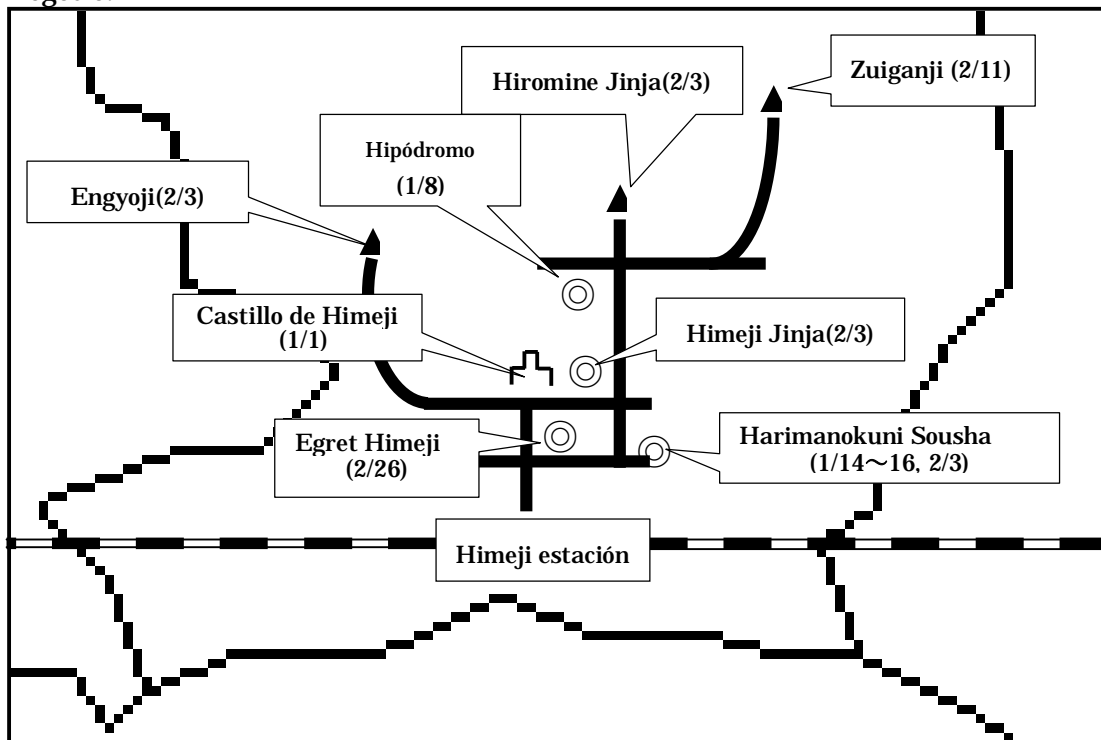 Hiromine Jinja(2/3)
Zuiganji (2/11)
Hipódromo
(1/8)
Engyoji(2/3)
Castillo de Himeji
(1/1)
Himeji Jinja(2/3)
Egret Himeji
(2/26)
Harimanokuni Sousha
(1/14～16, 2/3)
Himeji estación